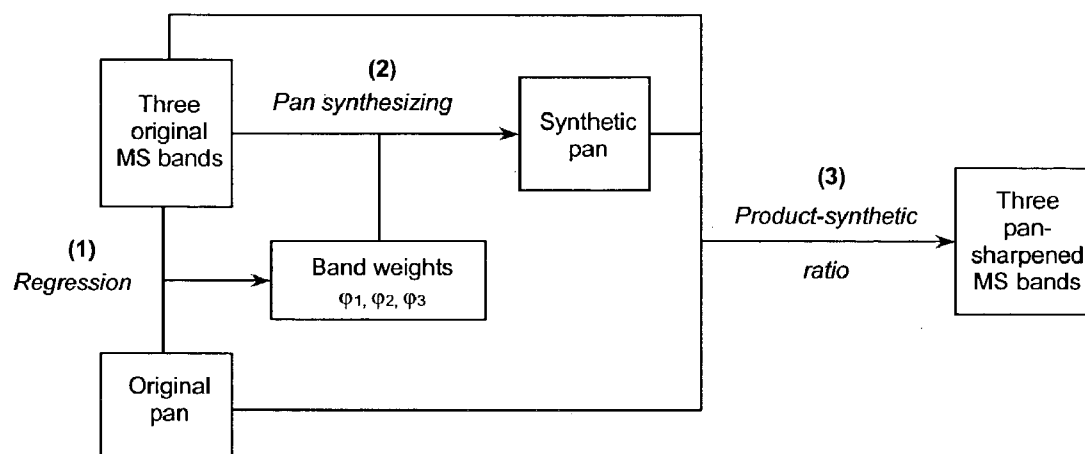 Three
original
MS bands
(2)
Pan synthesizing
Synthetic
pan
(1)
Regression
Band weights
φ1, φ2, φ3
Original
pan
(3)
Product-synthetic
ratio
Three
pan-
sharpened
MS bands